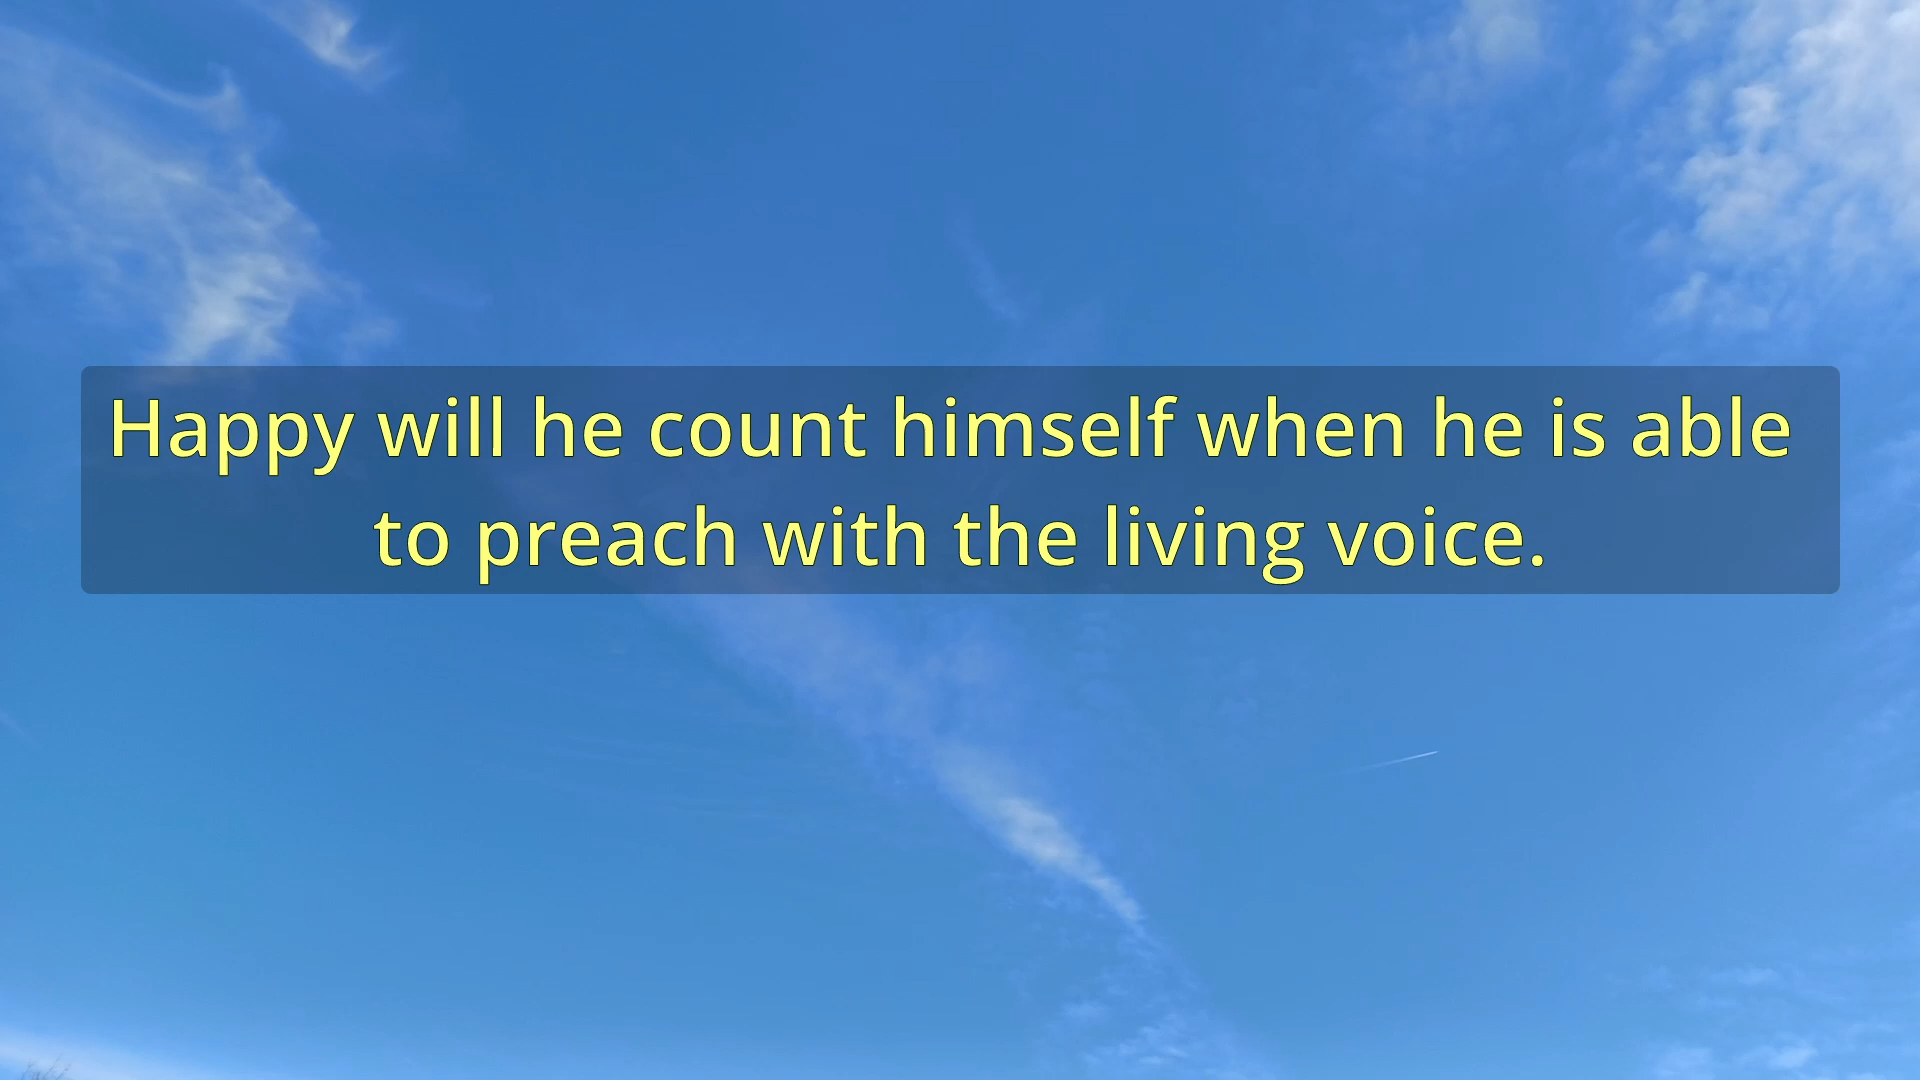 Happy will he count himself when he is able
to preach with the living voice.